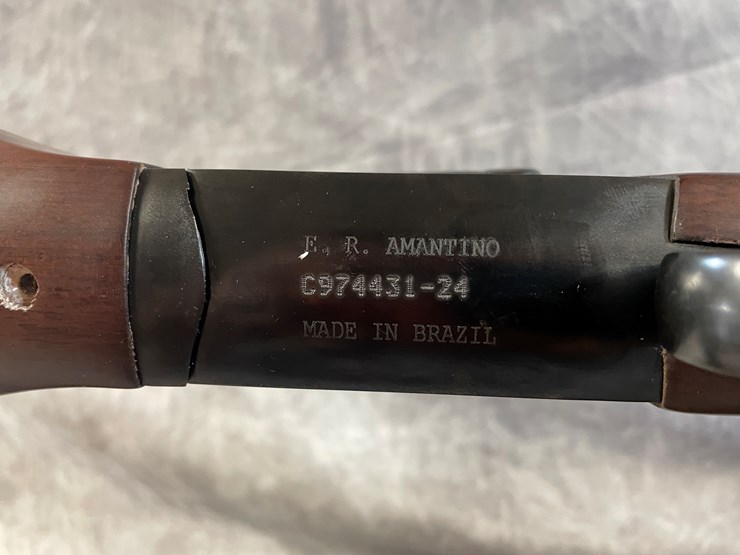 E. R. AMANTINO
C974431-24
MADE IN BRAZIL